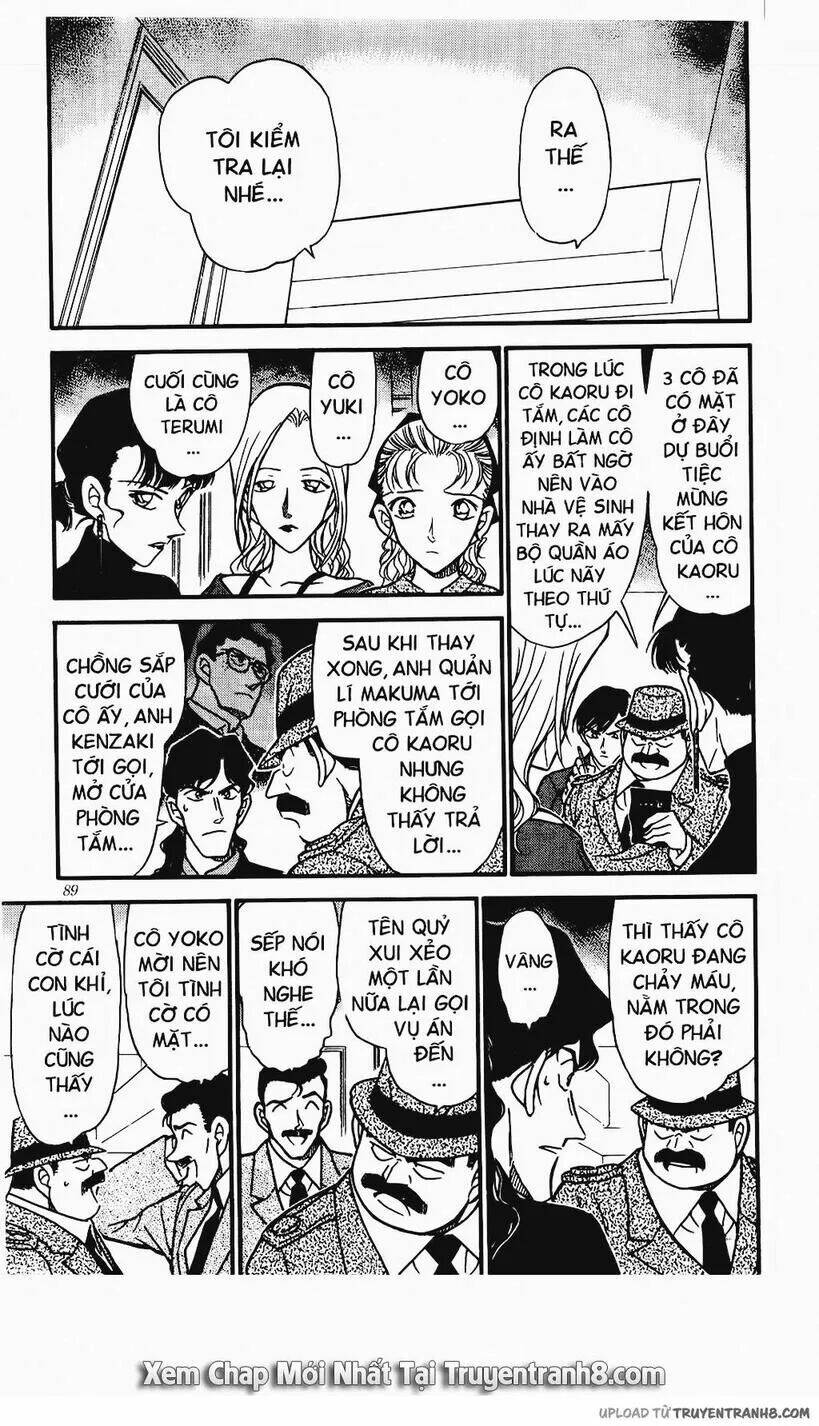 RA
THẾ
...
TÔI KIỂM
TRA LẠI
NHÉ...
3 CÔ ĐÃ
CÓ MẶT
Ở ĐÂY
DỰ BUỔI
TIỆC
MỪNG
KẾT HÔN
CỦA CÔ
KAORU
...
TRONG LÚC
CÔ KAORU ĐI
TẮM, CÁC CÔ
ĐỊNH LÀM CÔ
ẤY BẤT NGỜ
NÊN VÀO
NHÀ VỆ SINH
THAY RA MẤY
BỘ QUẦN ÁO
LÚC NÃY
THEO THỨ
TỰ...
CÔ
YOKO
...
CÔ
YUKI
...
CUỐI CÙNG
LÀ CÔ
TERUMI
...
SAU KHI THAY
XONG, ANH QUẢN
LÍ MAKUMA TỚI
PHÒNG TẮM GỌI
CÔ KAORU
NHƯNG
KHÔNG
THẤY TRẢ
LỜI...
CHỒNG SẮP
CƯỚI CỦA
CÔ ẤY, ANH
KENZAKI
TỚI GỌI,
MỞ CỬA
PHÒNG
TẮM...
89
THÌ THẤY CÔ
KAORU ĐANG
CHẢY MÁU,
NẰM TRONG
ĐÓ PHẢI
KHÔNG?
VÂNG
...
TÊN QUỶ
XUI XẺO
MỘT LẦN
NỮA LẠI GỌI
VỤ ÁN
ĐẾN
...
SẾP NÓI
KHÓ
NGHE
THẾ...
CÔ YOKO
MỜI NÊN
TÔI TÌNH
CỜ CÓ
MẶT...
TÌNH
CỜ CÁI
CON KHỈ,
LÚC
NÀO
CŨNG
THẤY
...
Xem Chap Mới Nhất Tại Truyentranh8.com
UPLOAD TỪ TRUYENTRANH8.COM